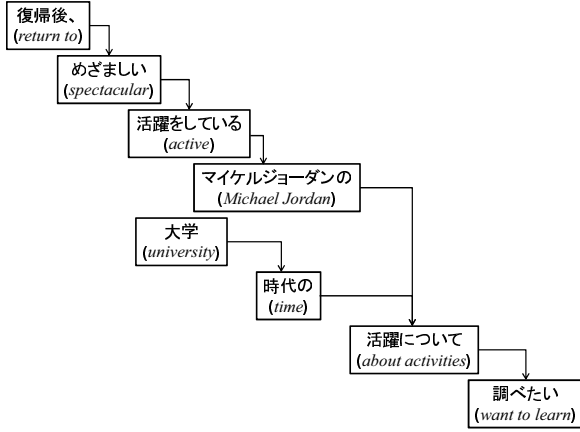 復帰後、
(return to)
めざましい
(spectacular)
活躍をしている
(active)
マイケルジョーダンの
(Michael Jordan)
大学
(university)
時代の
(time)
活躍について
(about activities)
調べたい
(want to learn)